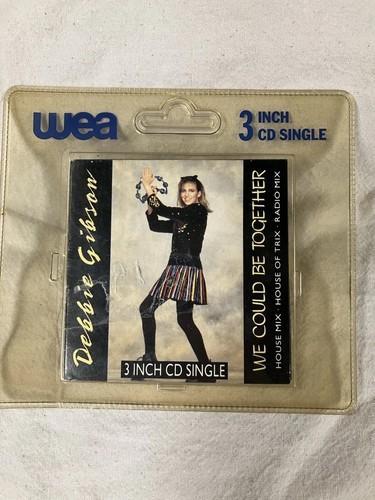 wea
3 INCH
CD SINGLE
Debbie Gibson
WE COULD BE TOGETHER
HOUSE MIX · HOUSE OF TRIX · RADIO MIX
3 INCH CD SINGLE